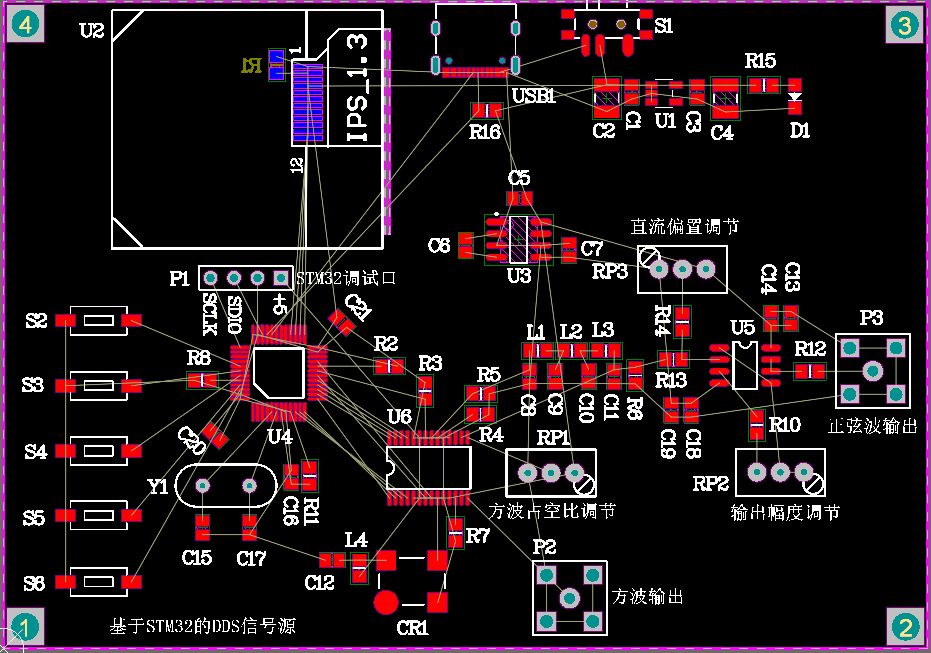 4
U2
R1
1
IPS_1.3
12
USB1
S1
3
R15
R16
C2
C1
U1
C3
C4
D1
C5
C6
U3
C7
直流偏置调节
RP3
P1
STM32调试口
SCLK
SDIO
+5
C21
S2
S3
S4
S5
S6
R8
R2
R3
U4
C20
Y1
C16
R11
C15
C17
U6
R5
R4
L1
L2
L3
C8
C9
C10
C11
R6
R14
R13
U5
C14
C13
R12
P3
正弦波输出
C19
C18
R10
RP1
方波占空比调节
RP2
输出幅度调节
L4
C12
R7
CR1
P2
方波输出
1
基于STM32的DDS信号源
2